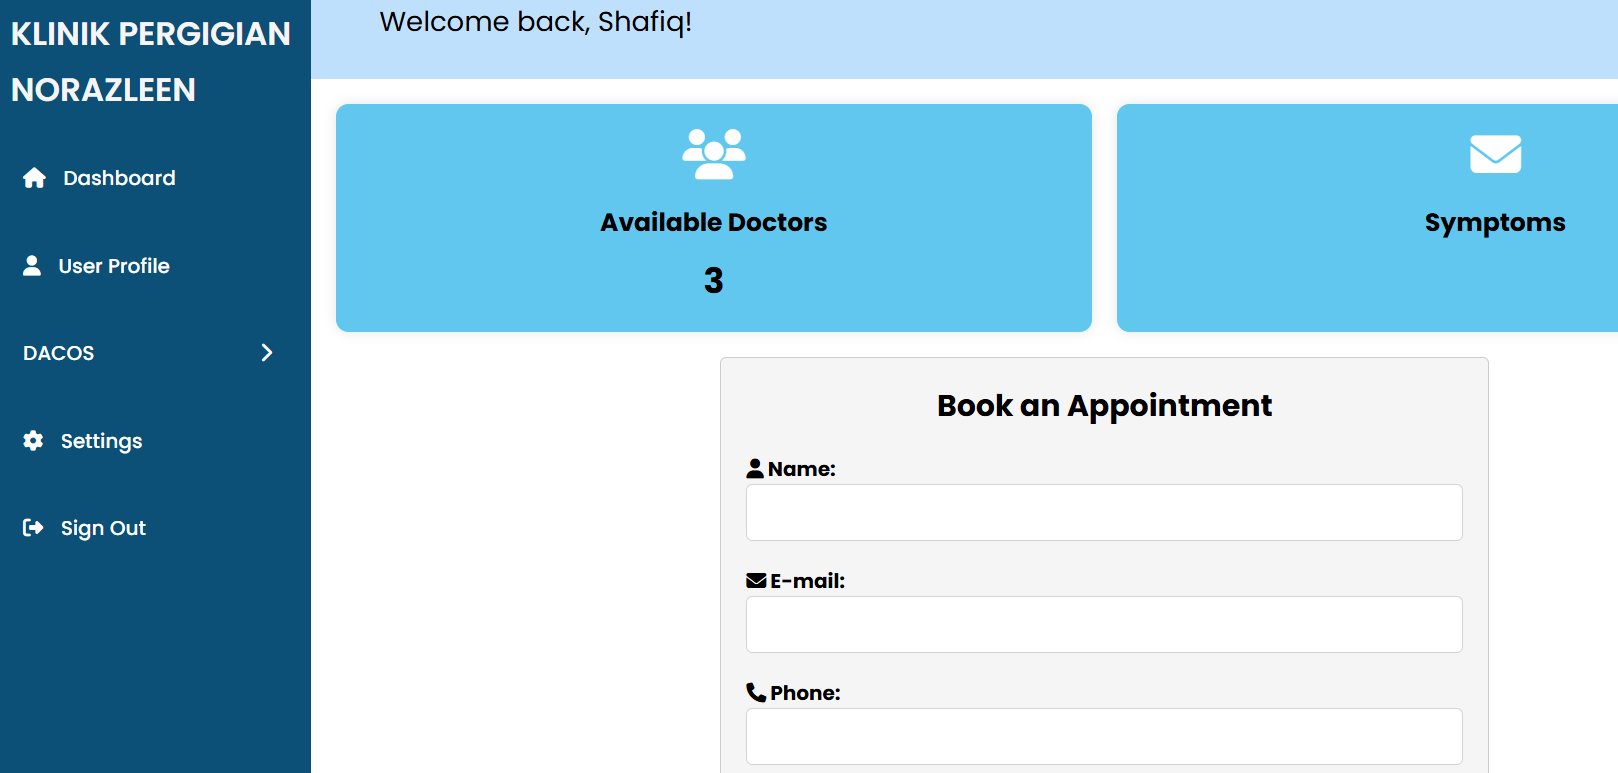 KLINIK PERGIGIAN
NORAZLEEN
Dashboard
User Profile
DACOS
Settings
Sign Out
Welcome back, Shafiq!
Available Doctors
3
Symptoms
Book an Appointment
Name:
E-mail:
Phone: